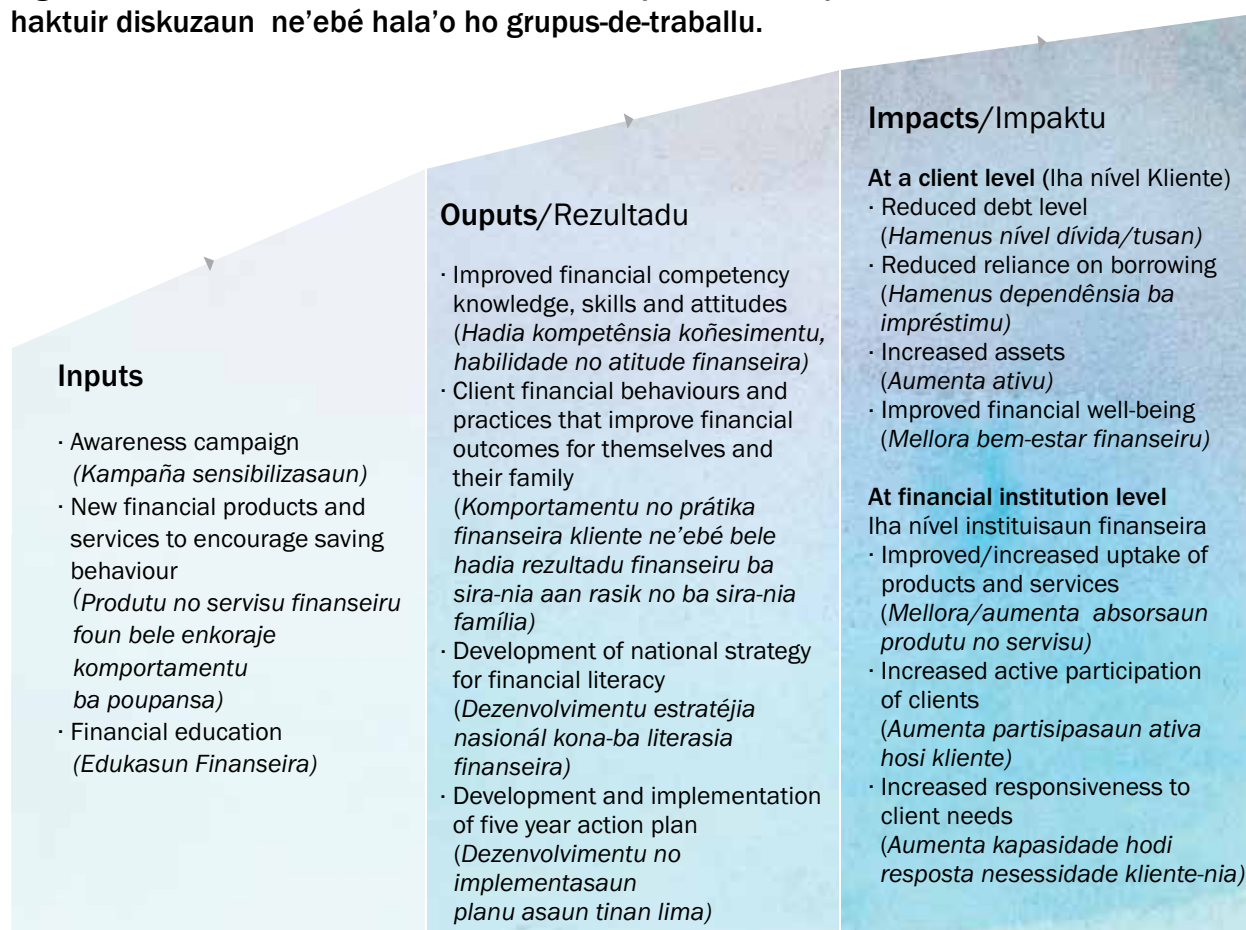 haktuir diskuzaun ne'ebé hala'o ho grupus-de-traballu.
Inputs
· Awareness campaign
(Kampaña sensibilizasaun)
· New financial products and
services to encourage saving
behaviour
(Produtu no servisu finanseiru
foun bele enkoraje
komportamentu
ba poupansa)
· Financial education
(Edukasun Finanseira)
Ouputs/Rezultadu
· Improved financial competency
knowledge, skills and attitudes
(Hadia kompetênsia koñesimentu,
habilidade no atitude finanseira)
· Client financial behaviours and
practices that improve financial
outcomes for themselves and
their family
(Komportamentu no prátika
finanseira kliente ne'ebé bele
hadia rezultadu finanseiru ba
sira-nia aan rasik no ba sira-nia
família)
· Development of national strategy
for financial literacy
(Dezenvolvimentu estratéjia
nasionál kona-ba literasia
finanseira)
· Development and implementation
of five year action plan
(Dezenvolvimentu no
implementasaun
planu asaun tinan lima)
Impacts/Impaktu
At a client level (Iha nível Kliente)
· Reduced debt level
(Hamenus nível dívida/tusan)
· Reduced reliance on borrowing
(Hamenus dependênsia ba
impréstimu)
· Increased assets
(Aumenta ativu)
· Improved financial well-being
(Mellora bem-estar finanseiru)
At financial institution level
Iha nível instituisaun finanseira
· Improved/increased uptake of
products and services
(Mellora/aumenta absorsaun
produtu no servisu)
· Increased active participation
of clients
(Aumenta partisipasaun ativa
hosi kliente)
· Increased responsiveness to
client needs
(Aumenta kapasidade hodi
resposta nesessidade kliente-nia)